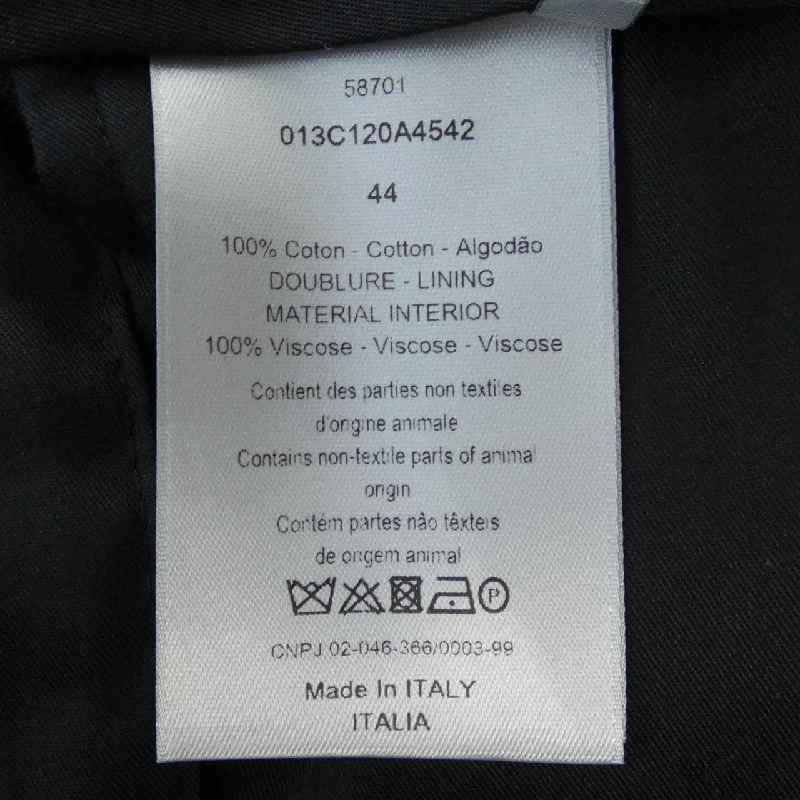 58701
013C120A4542
44
100% Coton - Cotton - Algodão
DOUBLURE - LINING
MATERIAL INTERIOR
100% Viscose - Viscose - Viscose
Contient des parties non textiles
d'origine animale
Contains non-textile parts of animal
origin
Contém partes não têxteis
de origem animal
P
CNPJ 02-046-366/0003-99
Made In ITALY
ITALIA